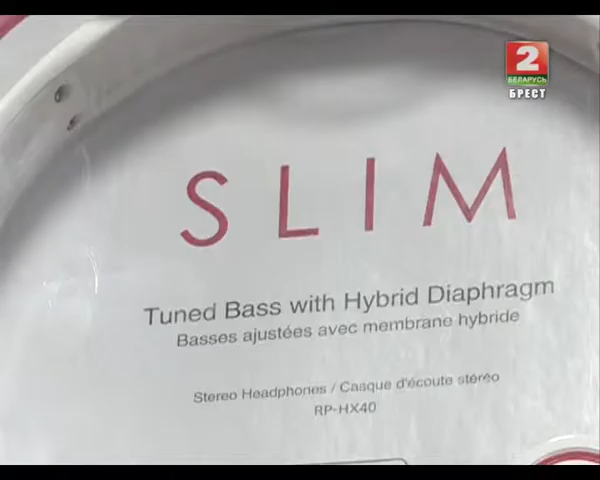 2
БЕЛАРУСЬ
БРЕСТ
SLIM
Tuned Bass with Hybrid Diaphragm
Basses ajustées avec membrane hybride
Stereo Headphones / Casque d'écoute stéréo
RP-HX40